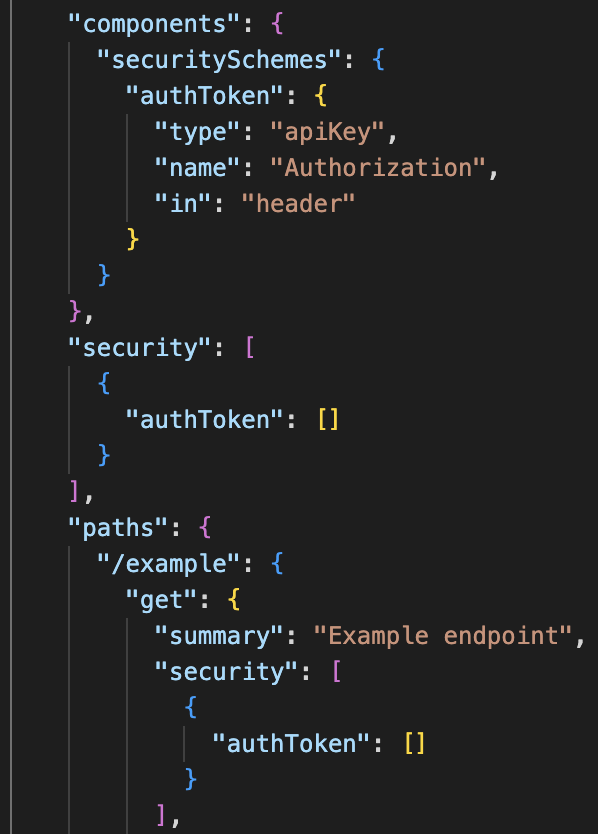 "components": {
"securitySchemes": {
"authToken": {
"type": "apiKey",
"name": "Authorization",
"in": "header"
}
}
},
"security": [
{
"authToken": []
}
],
"paths": {
"/example": {
"get": {
"summary": "Example endpoint",
"security": [
{
"authToken": []
}
],